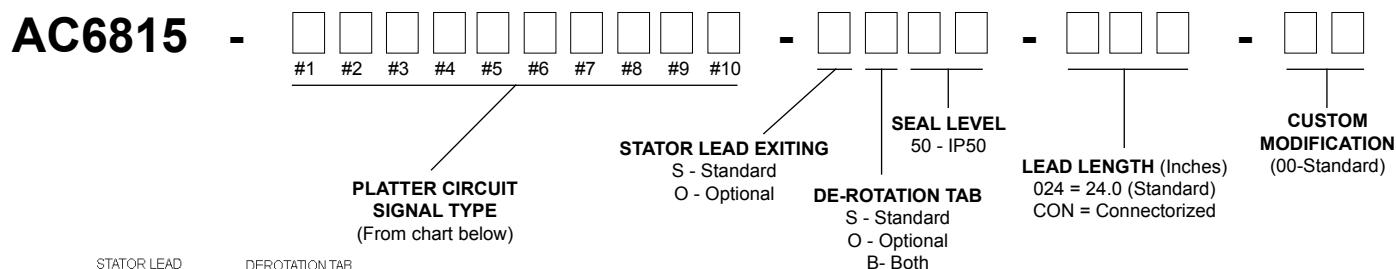 AC6815 - - - -
#1 #2 #3 #4 #5 #6 #7 #8 #9 #10
PLATTER CIRCUIT
SIGNAL TYPE
(From chart below)
STATOR LEAD EXITING
S - Standard
O - Optional
DE-ROTATION TAB
S - Standard
O - Optional
B- Both
SEAL LEVEL
50 - IP50
LEAD LENGTH (Inches)
024 = 24.0 (Standard)
CON = Connectorized
CUSTOM
MODIFICATION
(00-Standard)
STATOR LEAD
DEROTATION TAB